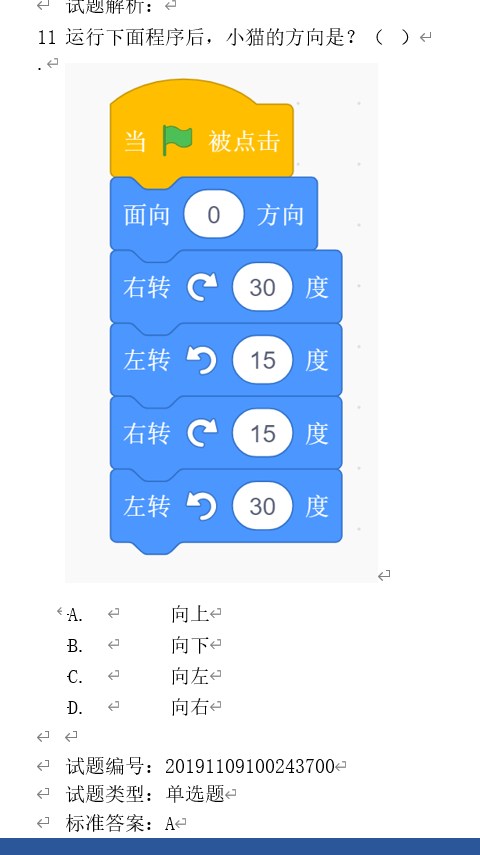 试题解析：
11 运行下面程序后，小猫的方向是？（ ）
.
当 被点击
面向 0 方向
右转 30 度
左转 15 度
右转 15 度
左转 30 度
A. 向上
B. 向下
C. 向左
D. 向右
试题编号：20191109100243700
试题类型：单选题
标准答案：A